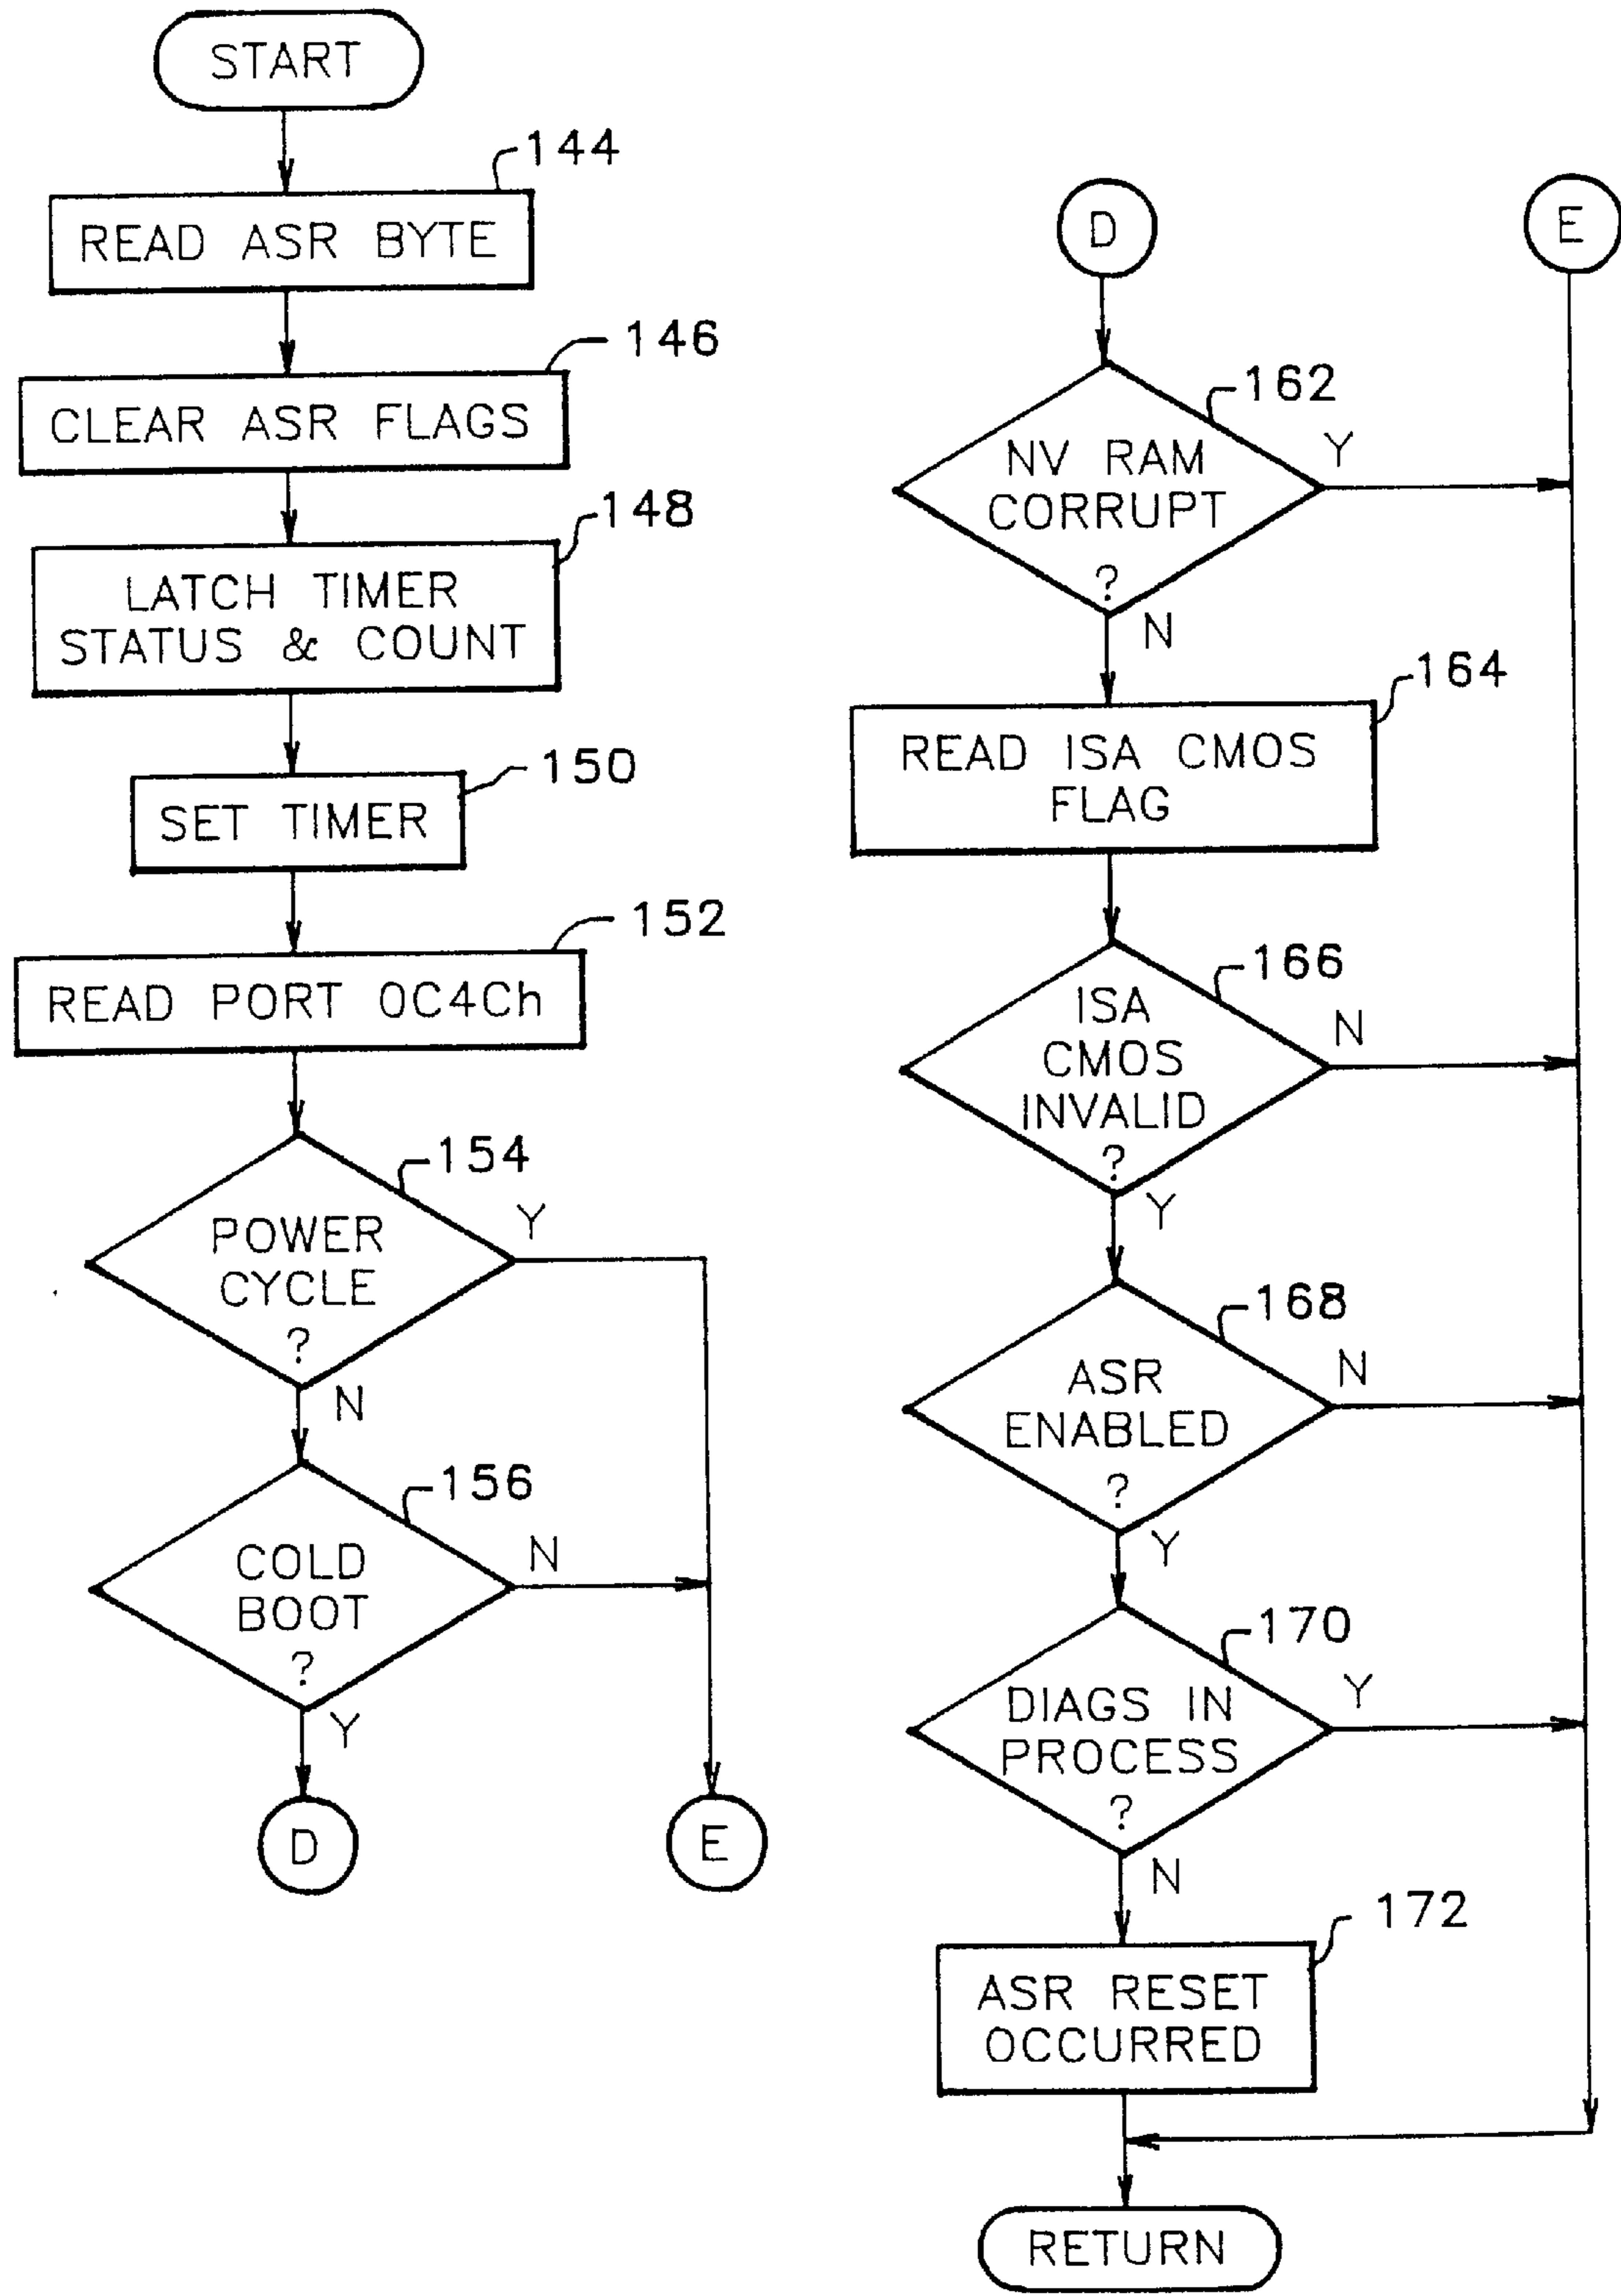 START
144
READ ASR BYTE
146
CLEAR ASR FLAGS
148
LATCH TIMER
STATUS & COUNT
150
SET TIMER
152
READ PORT 0C4Ch
154
POWER
CYCLE
?
Y
N
156
COLD
BOOT
?
N
Y
D
E
D
E
162
NV RAM
CORRUPT
?
Y
N
164
READ ISA CMOS
FLAG
166
ISA
CMOS
INVALID
?
N
Y
168
ASR
ENABLED
?
N
Y
170
DIAGS IN
PROCESS
?
Y
N
172
ASR RESET
OCCURRED
RETURN